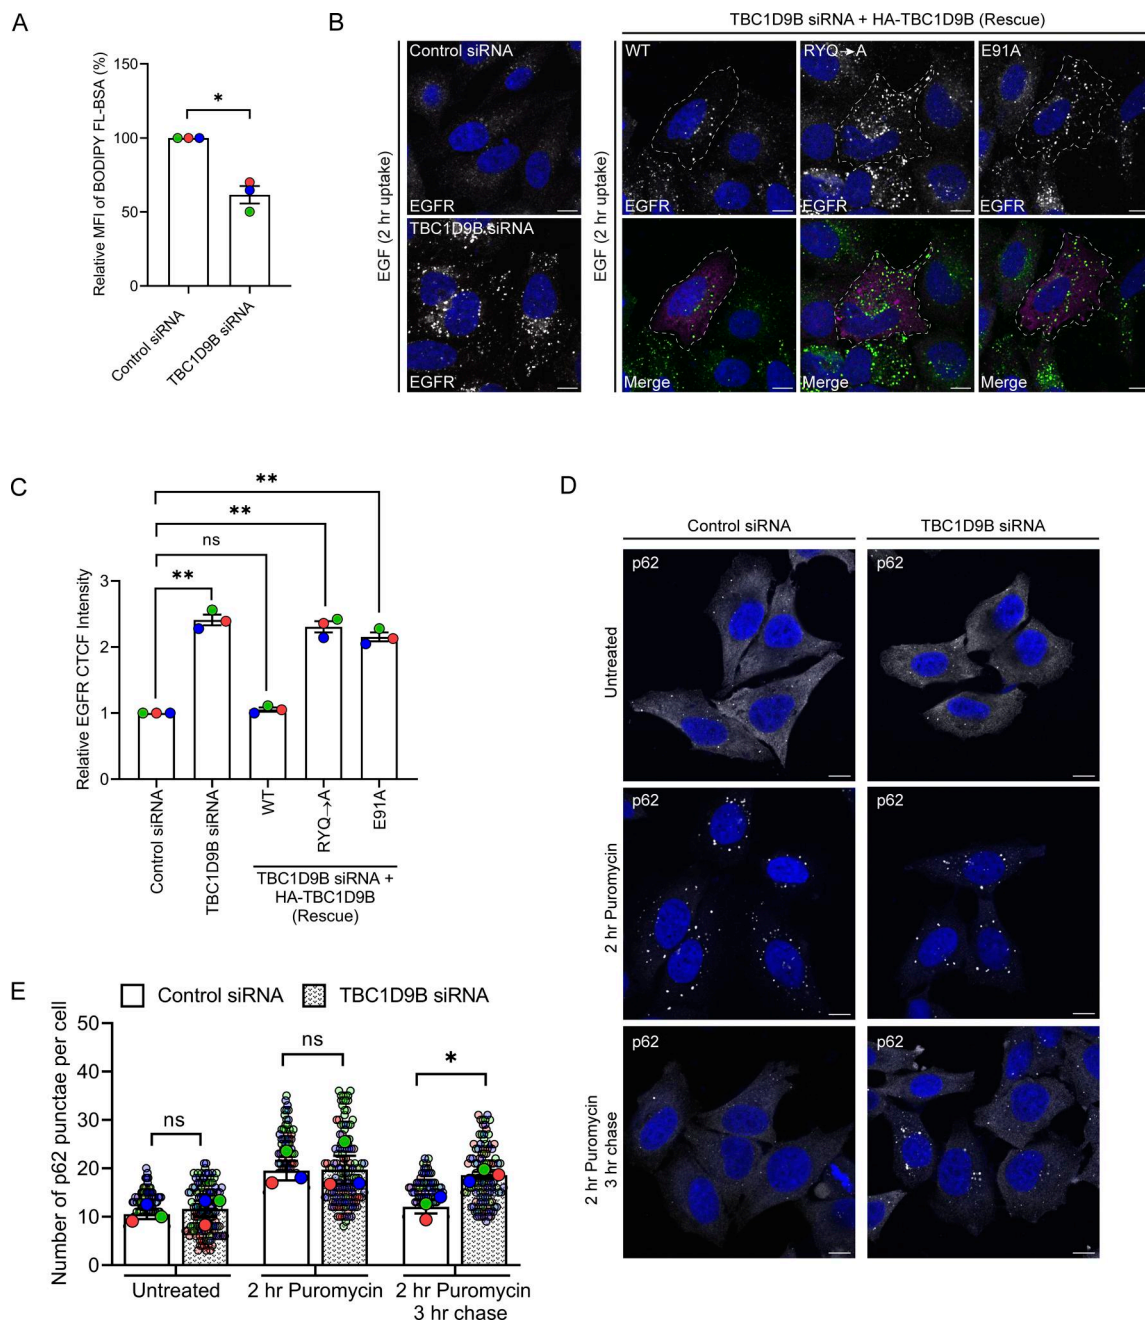 A
150
100
50
0
Relative MFI of BODIPY FL-BSA (%)
*
Control siRNA
TBC1D9B siRNA
B
TBC1D9B siRNA + HA-TBC1D9B (Rescue)
EGF (2 hr uptake)
Control siRNA
EGFR
TBC1D9B siRNA
EGFR
EGF (2 hr uptake)
WT
RYQ→A
E91A
EGFR
EGFR
EGFR
Merge
Merge
Merge
C
**
**
ns
**
3
2
1
0
Relative EGFR CTCF Intensity
Control siRNA
TBC1D9B siRNA
WT
RYQ→A
E91A
TBC1D9B siRNA +
HA-TBC1D9B
(Rescue)
D
Control siRNA
TBC1D9B siRNA
Untreated
p62
p62
2 hr Puromycin
p62
p62
2 hr Puromycin
3 hr chase
p62
p62
E
Control siRNA
TBC1D9B siRNA
Number of p62 punctae per cell
50
40
30
20
10
0
ns
ns
*
Untreated
2 hr Puromycin
2 hr Puromycin
3 hr chase